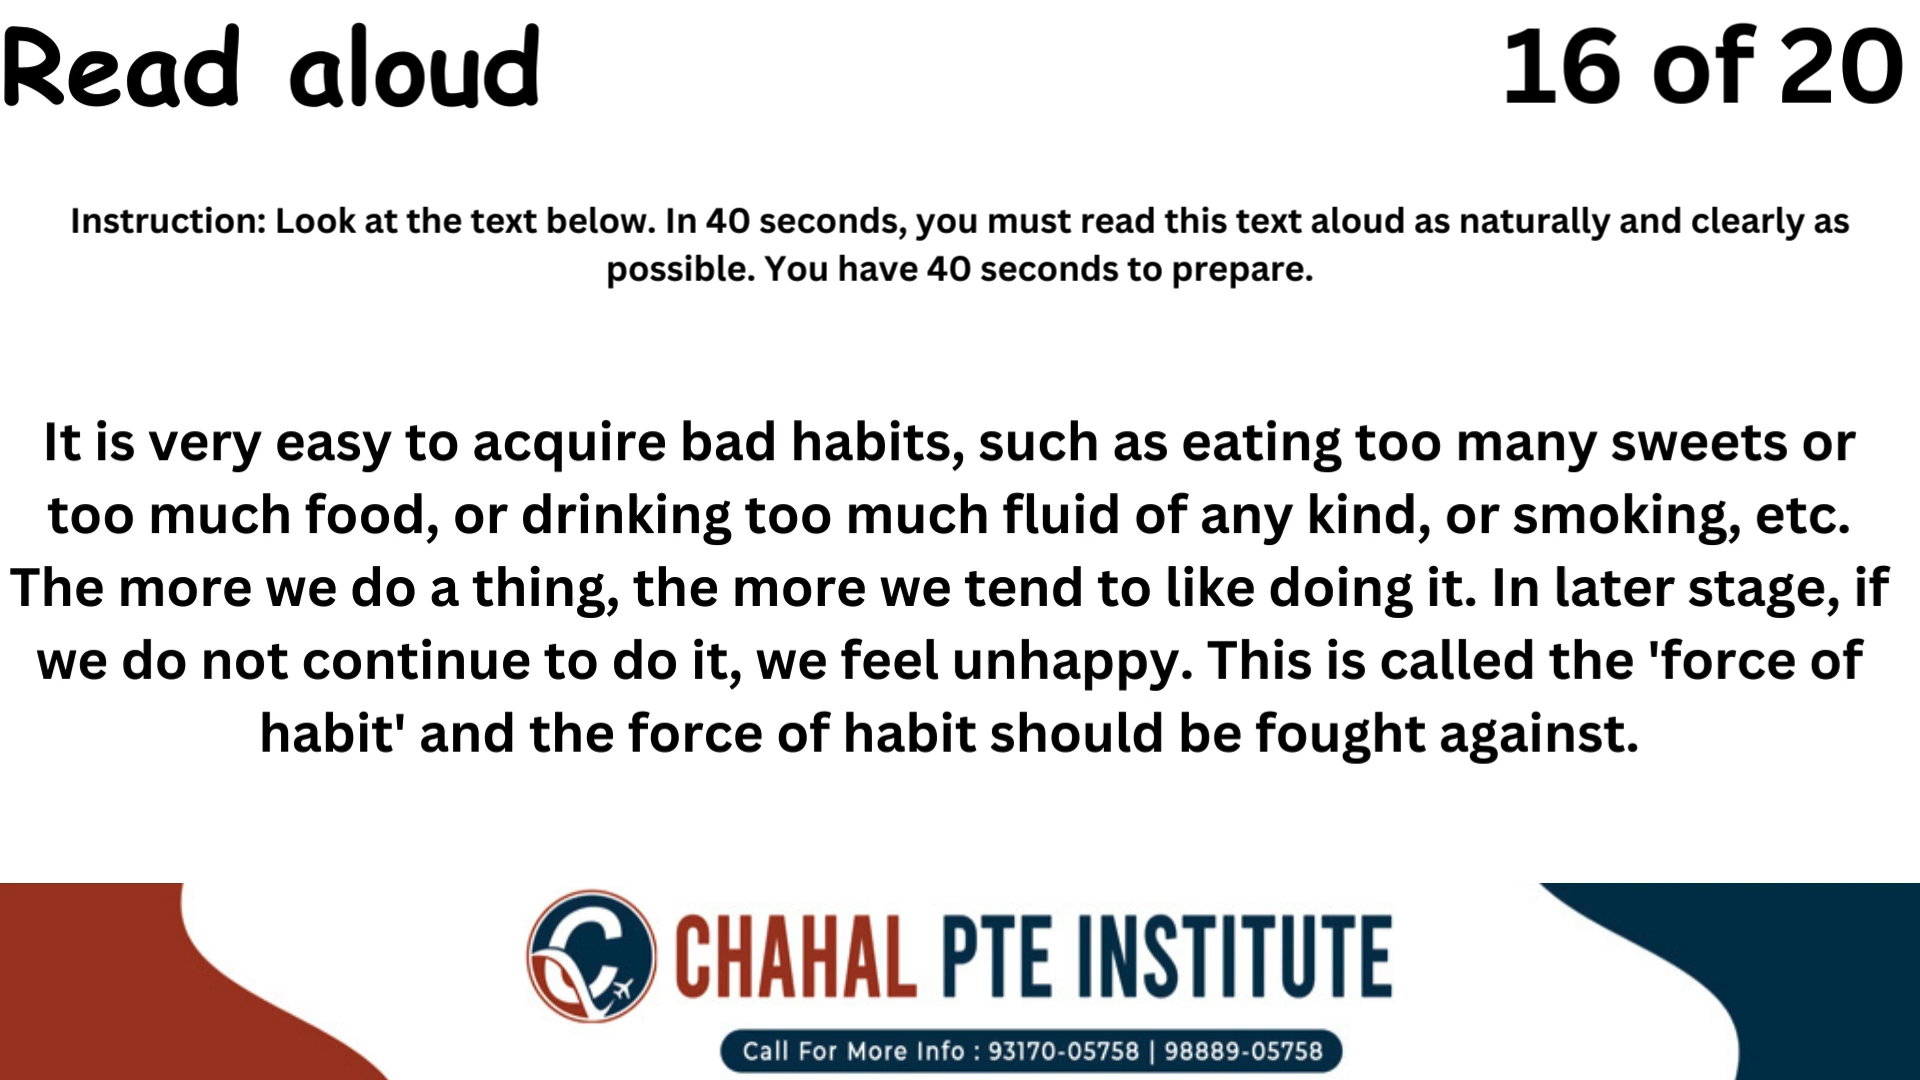 Read aloud
16 of 20
Instruction: Look at the text below. In 40 seconds, you must read this text aloud as naturally and clearly as
possible. You have 40 seconds to prepare.
It is very easy to acquire bad habits, such as eating too many sweets or
too much food, or drinking too much fluid of any kind, or smoking, etc.
The more we do a thing, the more we tend to like doing it. In later stage, if
we do not continue to do it, we feel unhappy. This is called the 'force of
habit' and the force of habit should be fought against.
CHAHAL PTE INSTITUTE
Call For More Info : 93170-05758 | 98889-05758